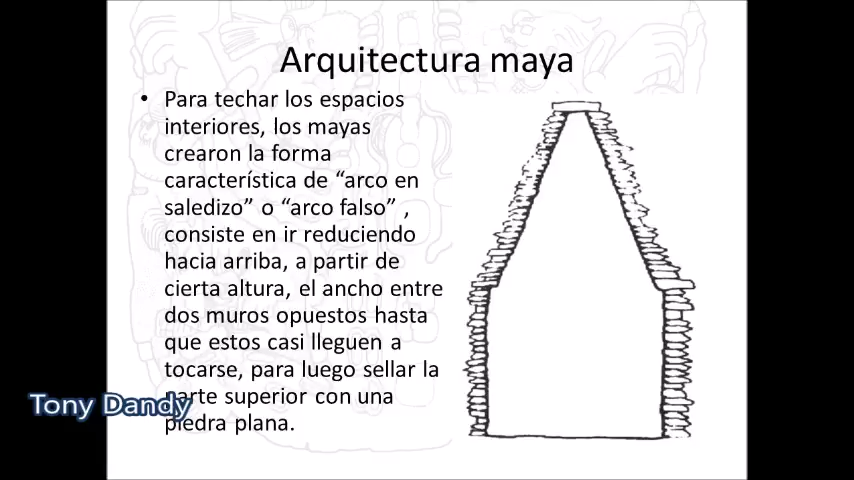 Arquitectura maya
• Para techar los espacios
interiores, los mayas
crearon la forma
característica de “arco en
saledizo” o “arco falso” ,
consiste en ir reduciendo
hacia arriba, a partir de
cierta altura, el ancho entre
dos muros opuestos hasta
que estos casi lleguen a
tocarse, para luego sellar la
parte superior con una
piedra plana.
Tony Dandy